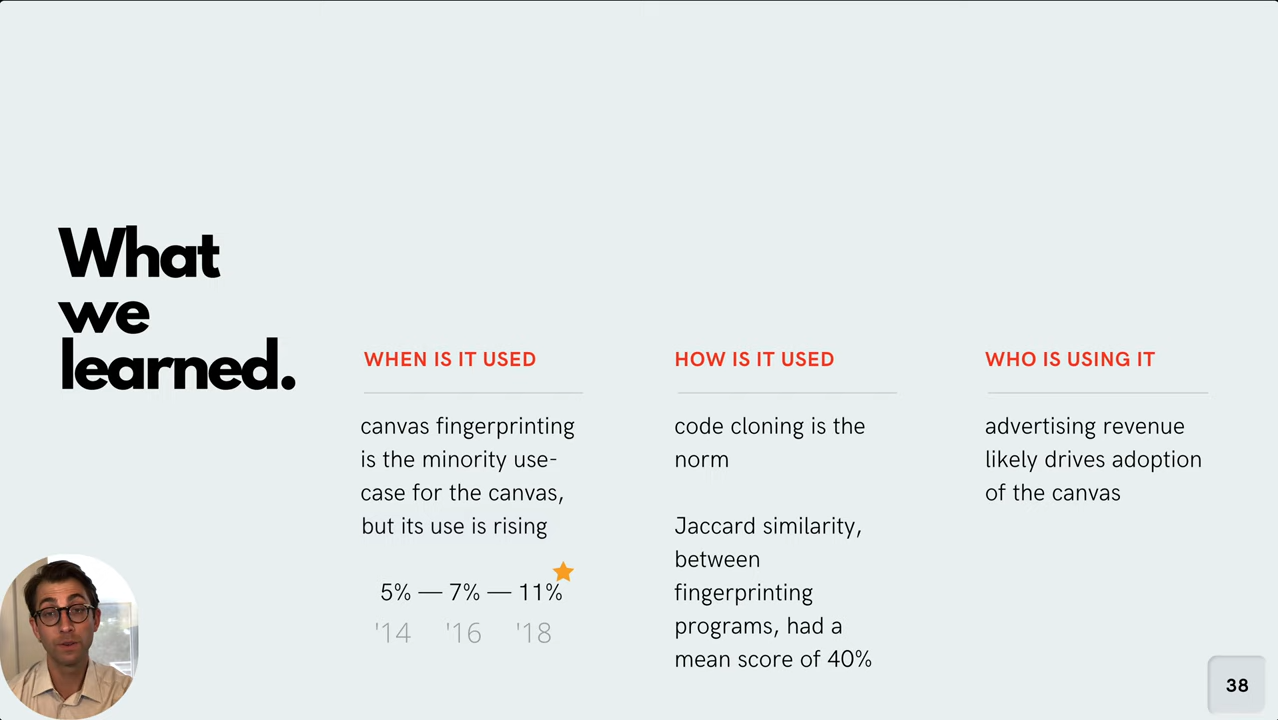 What
we
learned.
WHEN IS IT USED
canvas fingerprinting
is the minority use-
case for the canvas,
but its use is rising
5% — 7% — 11%
'14 '16 '18
HOW IS IT USED
code cloning is the
norm
Jaccard similarity,
between
fingerprinting
programs, had a
mean score of 40%
WHO IS USING IT
advertising revenue
likely drives adoption
of the canvas
38